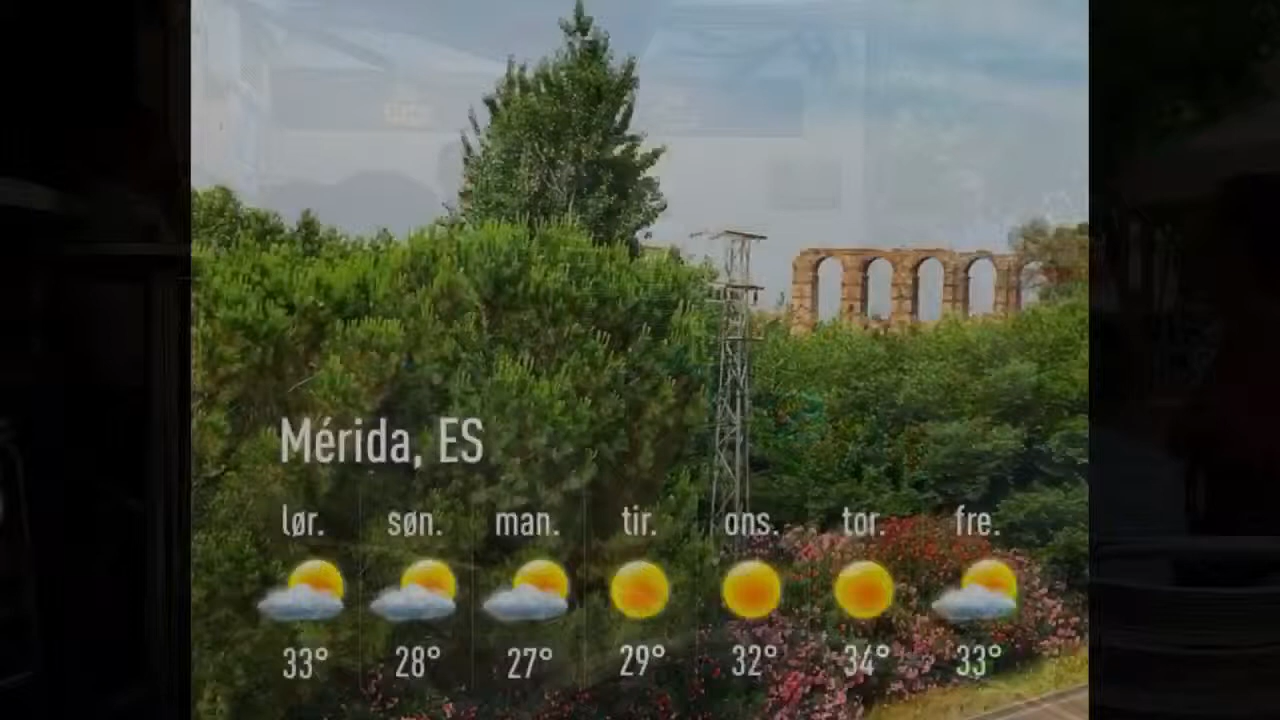 Mérida, ES
lør. søn. man. tir. ons. tor. fre.
33° 28° 27° 29° 32° 34° 33°